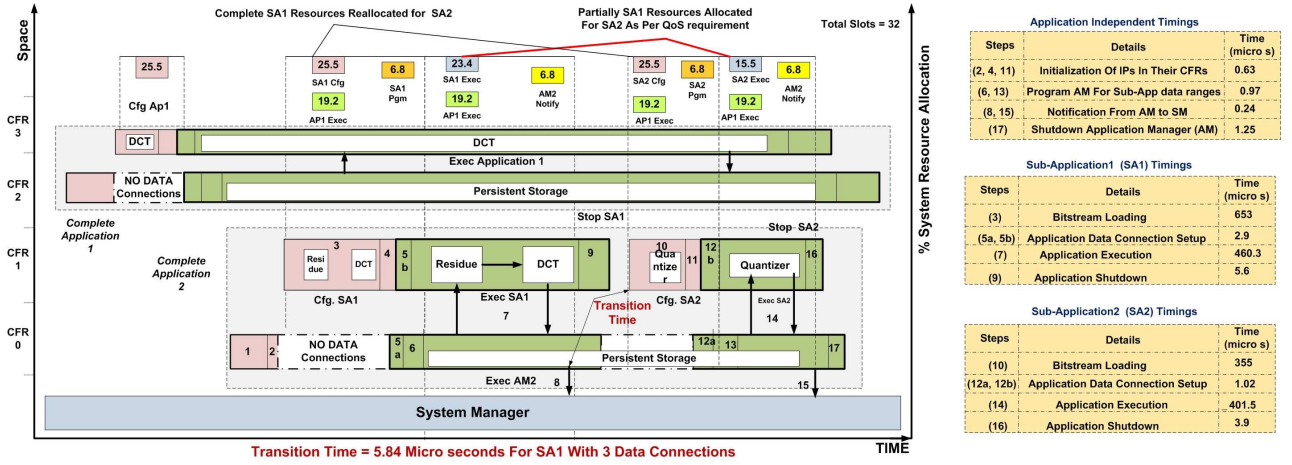 Complete SA1 Resources Reallocated for SA2
Partially SA1 Resources Allocated
For SA2 As Per QoS requirement
Total Slots = 32
Space
25.5
Cfg Ap1
25.5
SA1 Cfg
19.2
AP1 Exec
6.8
SA1
Pgm
23.4
SA1 Exec
19.2
AP1 Exec
6.8
AM2
Notify
25.5
SA2 Cfg
19.2
AP1 Exec
6.8
SA2
Pgm
15.5
SA2 Exec
19.2
AP1 Exec
6.8
AM2
Notify
CFR
3
DCT
DCT
Exec Application 1
CFR
2
NO DATA
Connections
Persistent Storage
Complete
Application
1
Stop SA1
Stop SA2
Complete
Application
2
CFR
1
3
Resi
due
DCT
4
5
b
Residue
DCT
9
10
Quan
tize
r
11
12
b
Quantizer
16
Cfg. SA1
Exec SA1
7
Cfg. SA2
Exec SA2
14
Transition
Time
CFR
0
1
2
NO DATA
Connections
5
a
6
12a
13
17
Persistent Storage
Exec AM2
8
15
System Manager
TIME
Transition Time = 5.84 Micro seconds For SA1 With 3 Data Connections
% System Resource Allocation
Application Independent Timings
Steps Details Time
(micro s)
(2, 4, 11) Initialization Of IPs In Their CFRs 0.63
(6, 13) Program AM For Sub-App data ranges 0.97
(8, 15) Notification From AM to SM 0.24
(17) Shutdown Application Manager (AM) 1.25
Sub-Application1 (SA1) Timings
Steps Details Time
(micro s)
(3) Bitstream Loading 653
(5a, 5b) Application Data Connection Setup 2.9
(7) Application Execution 460.3
(9) Application Shutdown 5.6
Sub-Application2 (SA2) Timings
Steps Details Time
(micro s)
(10) Bitstream Loading 355
(12a, 12b) Application Data Connection Setup 1.02
(14) Application Execution 401.5
(16) Application Shutdown 3.9